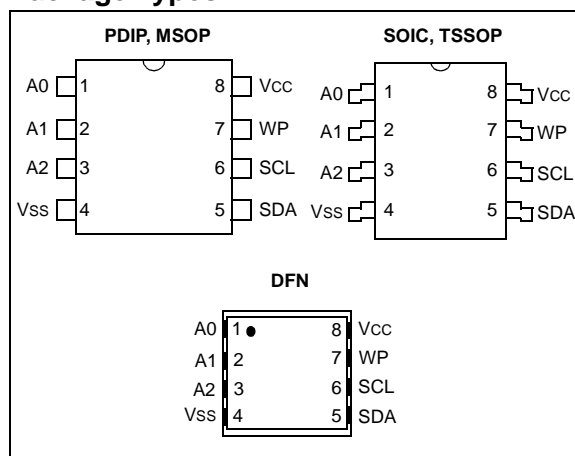 PDIP, MSOP
A0 1 8 VCC
A1 2 7 WP
A2 3 6 SCL
VSS 4 5 SDA
SOIC, TSSOP
A0 1 8 VCC
A1 2 7 WP
A2 3 6 SCL
VSS 4 5 SDA
DFN
A0 1 8 VCC
A1 2 7 WP
A2 3 6 SCL
VSS 4 5 SDA